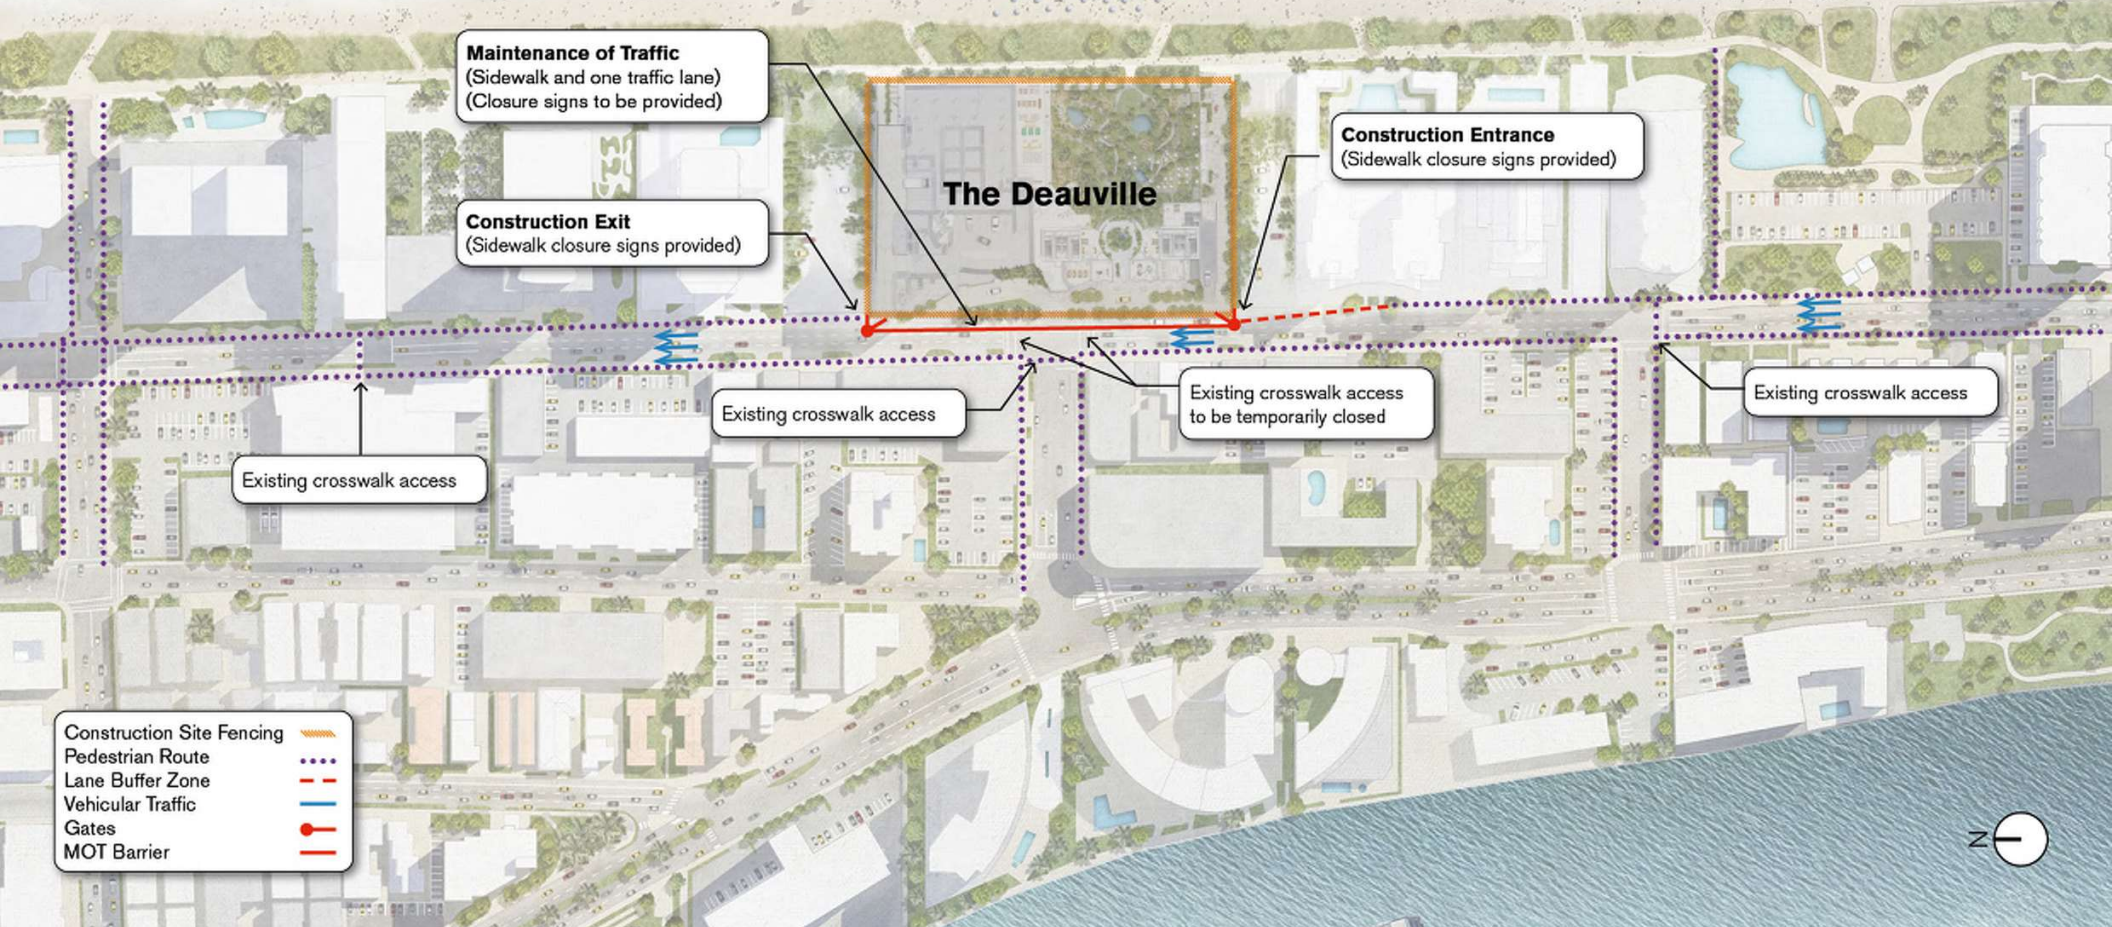 Maintenance of Traffic
(Sidewalk and one traffic lane)
(Closure signs to be provided)
Construction Entrance
(Sidewalk closure signs provided)
The Deauville
Construction Exit
(Sidewalk closure signs provided)
Existing crosswalk access
to be temporarily closed
Existing crosswalk access
Existing crosswalk access
Existing crosswalk access
Construction Site Fencing
Pedestrian Route
Lane Buffer Zone
Vehicular Traffic
Gates
MOT Barrier
N